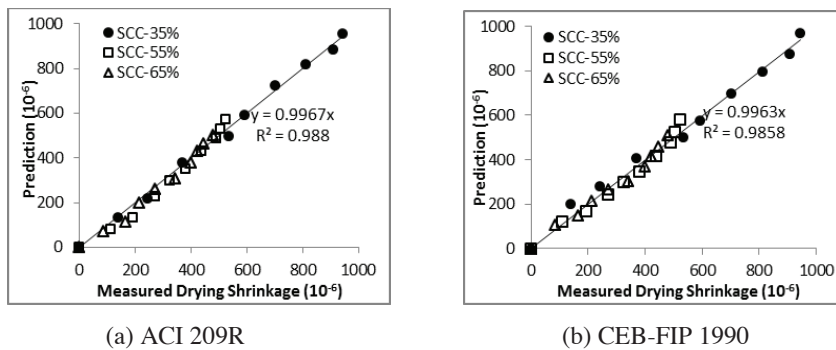 1000
800
600
400
200
0
Prediction (10⁻⁶)
● SCC-35%
□ SCC-55%
△ SCC-65%
y = 0.9967x
R² = 0.988
0 200 400 600 800 1000
Measured Drying Shrinkage (10⁻⁶)
(a) ACI 209R
1000
800
600
400
200
0
Prediction (10⁻⁶)
● SCC-35%
□ SCC-55%
△ SCC-65%
y = 0.9963x
R² = 0.9858
0 200 400 600 800 1000
Measured Drying Shrinkage (10⁻⁶)
(b) CEB-FIP 1990